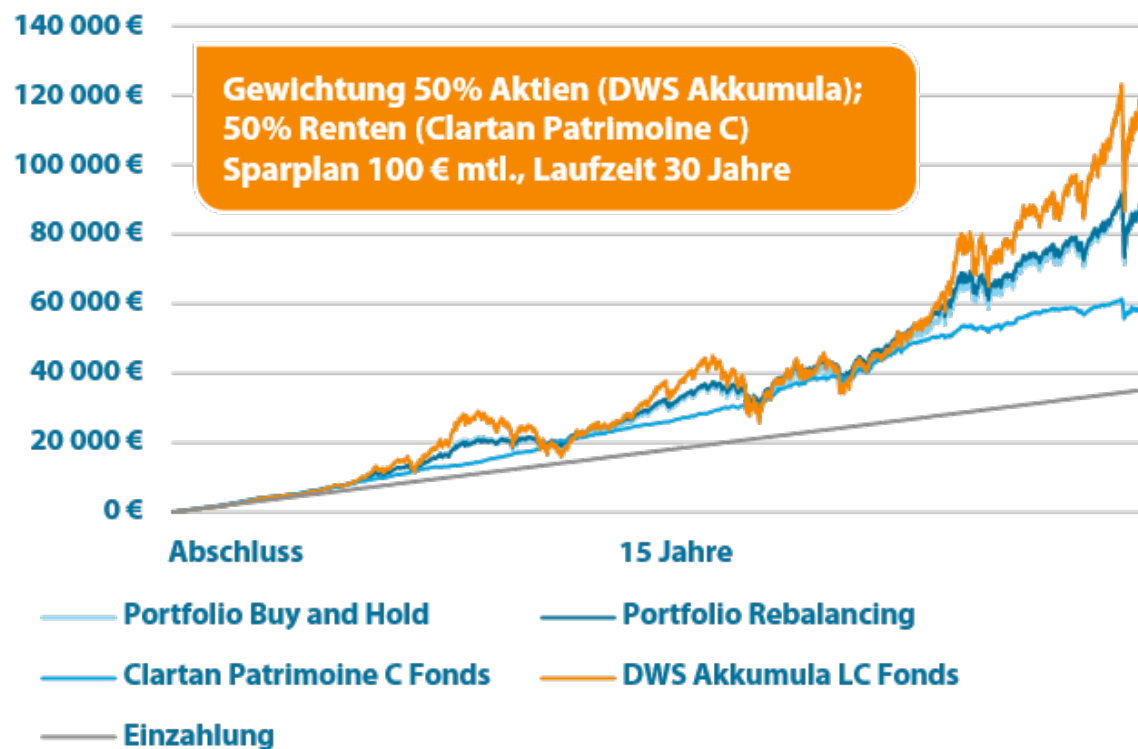 140 000 €
120 000 €
100 000 €
80 000 €
60 000 €
40 000 €
20 000 €
0 €
Gewichtung 50% Aktien (DWS Akkumula);
50% Renten (Clartan Patrimoine C)
Sparplan 100 € mtl., Laufzeit 30 Jahre
Abschluss
15 Jahre
Portfolio Buy and Hold
Portfolio Rebalancing
Clartan Patrimoine C Fonds
DWS Akkumula LC Fonds
Einzahlung